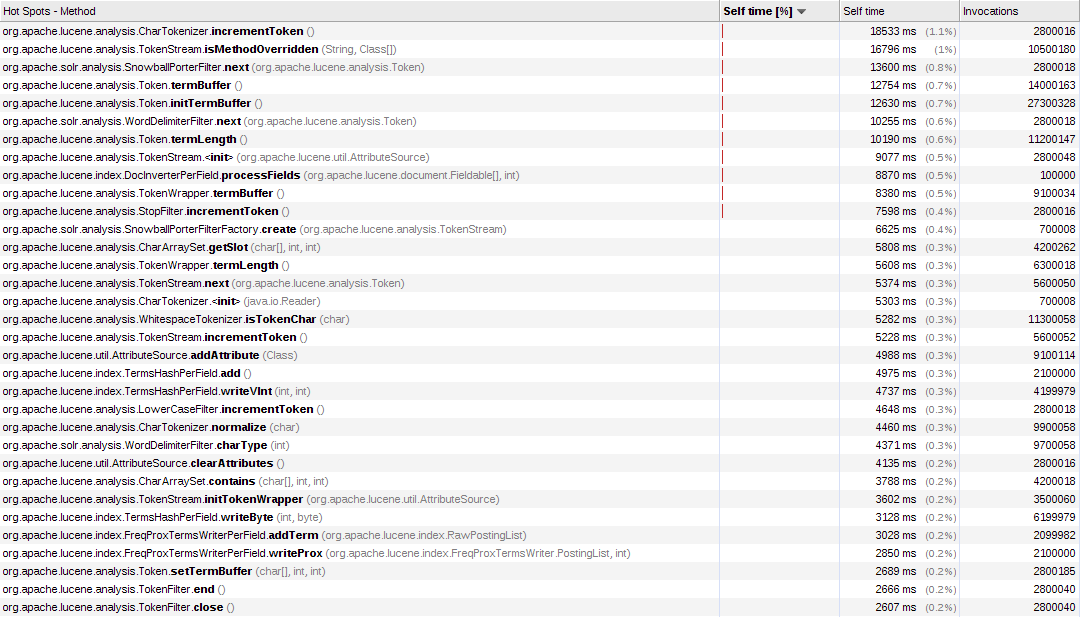 Hot Spots - Method Self time [%] Self time Invocations
org.apache.lucene.analysis.CharTokenizer.incrementToken () 18533 ms (1.1%) 2800016
org.apache.lucene.analysis.TokenStream.isMethodOverridden (String, Class[]) 16796 ms (1%) 10500180
org.apache.solr.analysis.SnowballPorterFilter.next (org.apache.lucene.analysis.Token) 13600 ms (0.8%) 2800018
org.apache.lucene.analysis.Token.termBuffer () 12754 ms (0.7%) 14000163
org.apache.lucene.analysis.Token.initTermBuffer () 12630 ms (0.7%) 27300328
org.apache.solr.analysis.WordDelimiterFilter.next (org.apache.lucene.analysis.Token) 10255 ms (0.6%) 2800018
org.apache.lucene.analysis.Token.termLength () 10190 ms (0.6%) 11200147
org.apache.lucene.analysis.TokenStream.<init> (org.apache.lucene.util.AttributeSource) 9077 ms (0.5%) 2800048
org.apache.lucene.index.DocInverterPerField.processFields (org.apache.lucene.document.Fieldable[], int) 8870 ms (0.5%) 100000
org.apache.lucene.analysis.TokenWrapper.termBuffer () 8380 ms (0.5%) 9100034
org.apache.lucene.analysis.StopFilter.incrementToken () 7598 ms (0.4%) 2800016
org.apache.solr.analysis.SnowballPorterFilterFactory.create (org.apache.lucene.analysis.TokenStream) 6625 ms (0.4%) 700008
org.apache.lucene.analysis.CharArraySet.getSlot (char[], int, int) 5808 ms (0.3%) 4200262
org.apache.lucene.analysis.TokenWrapper.termLength () 5608 ms (0.3%) 6300018
org.apache.lucene.analysis.TokenStream.next (org.apache.lucene.analysis.Token) 5374 ms (0.3%) 5600050
org.apache.lucene.analysis.CharTokenizer.<init> (java.io.Reader) 5303 ms (0.3%) 700008
org.apache.lucene.analysis.WhitespaceTokenizer.isTokenChar (char) 5282 ms (0.3%) 11300058
org.apache.lucene.analysis.TokenStream.incrementToken () 5228 ms (0.3%) 5600052
org.apache.lucene.util.AttributeSource.addAttribute (Class) 4988 ms (0.3%) 9100114
org.apache.lucene.index.TermsHashPerField.add () 4975 ms (0.3%) 2100000
org.apache.lucene.index.TermsHashPerField.writeVInt (int, int) 4737 ms (0.3%) 4199979
org.apache.lucene.analysis.LowerCaseFilter.incrementToken () 4648 ms (0.3%) 2800018
org.apache.lucene.analysis.CharTokenizer.normalize (char) 4460 ms (0.3%) 9900058
org.apache.solr.analysis.WordDelimiterFilter.charType (int) 4371 ms (0.3%) 9700058
org.apache.lucene.util.AttributeSource.clearAttributes () 4135 ms (0.2%) 2800016
org.apache.lucene.analysis.CharArraySet.contains (char[], int, int) 3788 ms (0.2%) 4200018
org.apache.lucene.analysis.TokenStream.initTokenWrapper (org.apache.lucene.util.AttributeSource) 3602 ms (0.2%) 3500060
org.apache.lucene.index.TermsHashPerField.writeByte (int, byte) 3128 ms (0.2%) 6199979
org.apache.lucene.index.FreqProxTermsWriterPerField.addTerm (org.apache.lucene.index.RawPostingList) 3028 ms (0.2%) 2099982
org.apache.lucene.index.FreqProxTermsWriterPerField.writeProx (org.apache.lucene.index.FreqProxTermsWriter.PostingList, int) 2850 ms (0.2%) 2100000
org.apache.lucene.analysis.Token.setTermBuffer (char[], int, int) 2689 ms (0.2%) 2800185
org.apache.lucene.analysis.TokenFilter.end () 2666 ms (0.2%) 2800040
org.apache.lucene.analysis.TokenFilter.close () 2607 ms (0.2%) 2800040